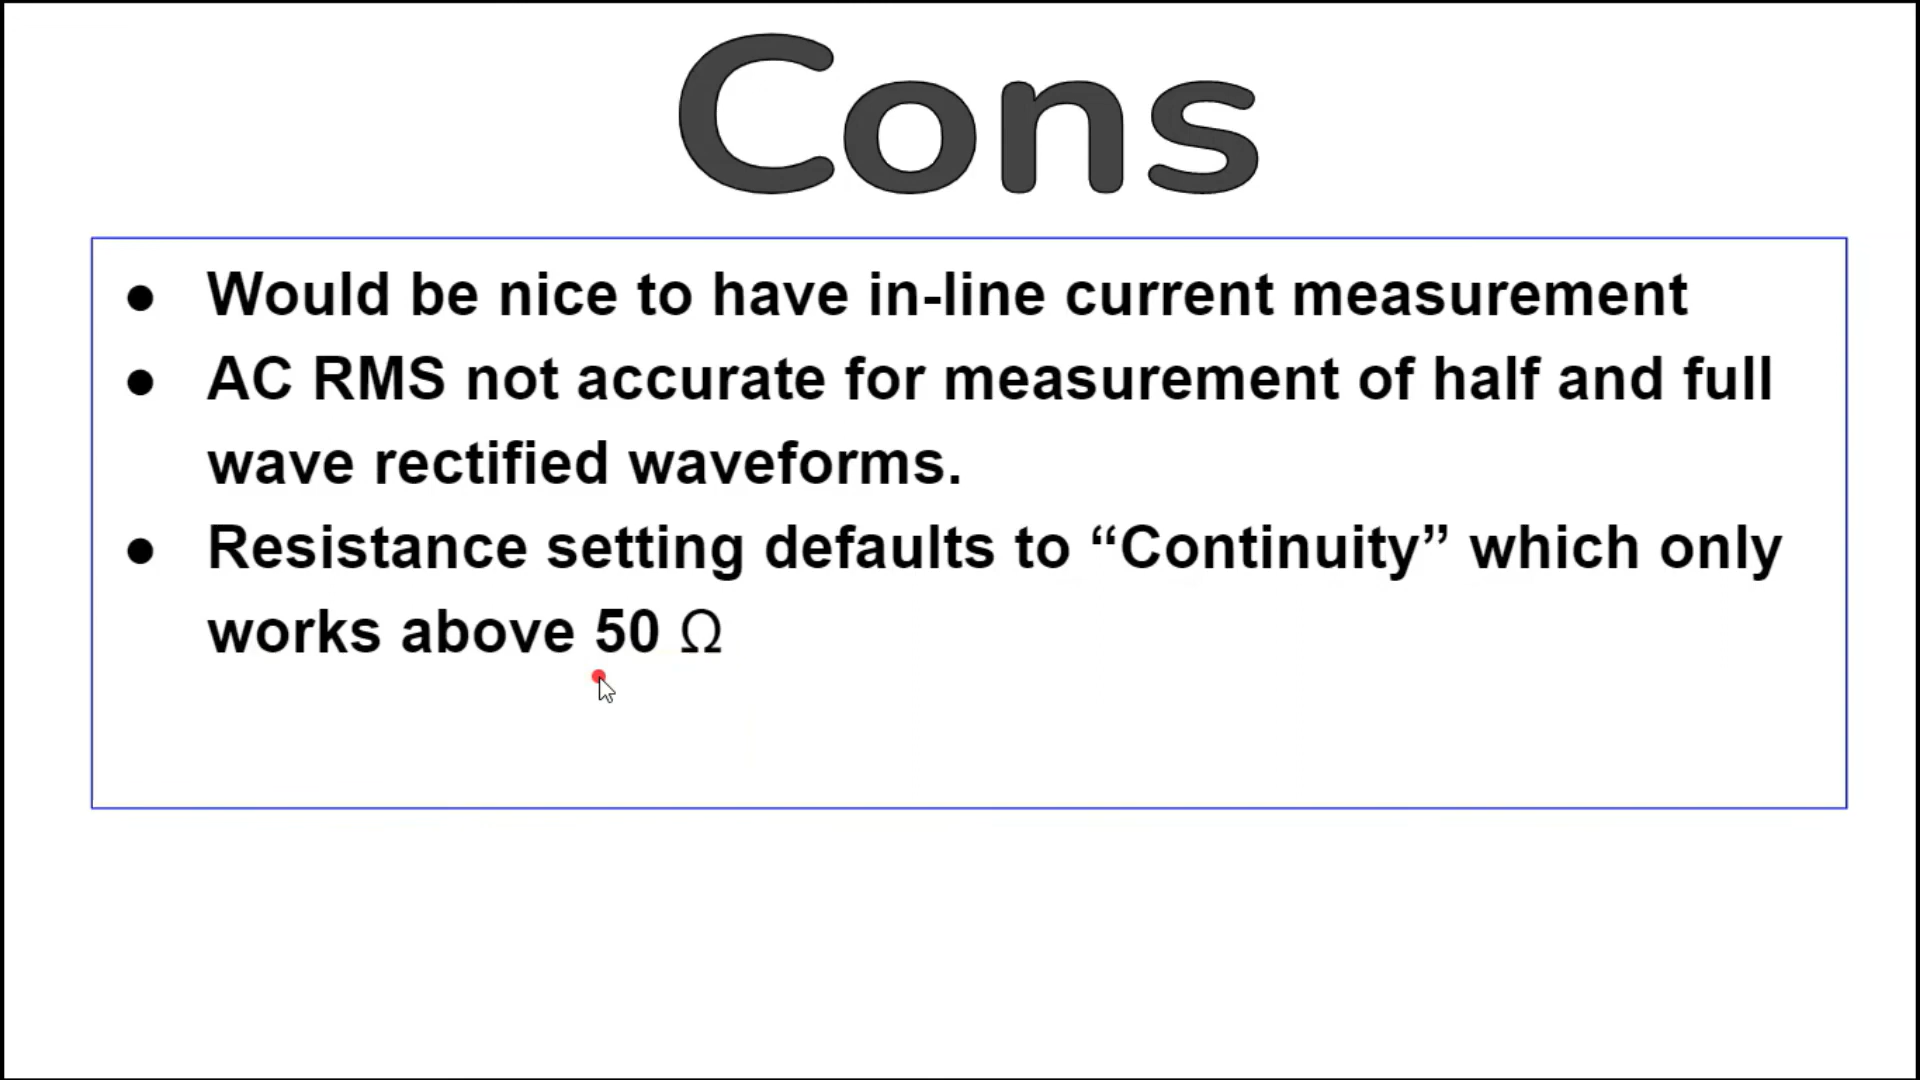 Cons
● Would be nice to have in-line current measurement
● AC RMS not accurate for measurement of half and full
wave rectified waveforms.
● Resistance setting defaults to “Continuity” which only
works above 50 Ω